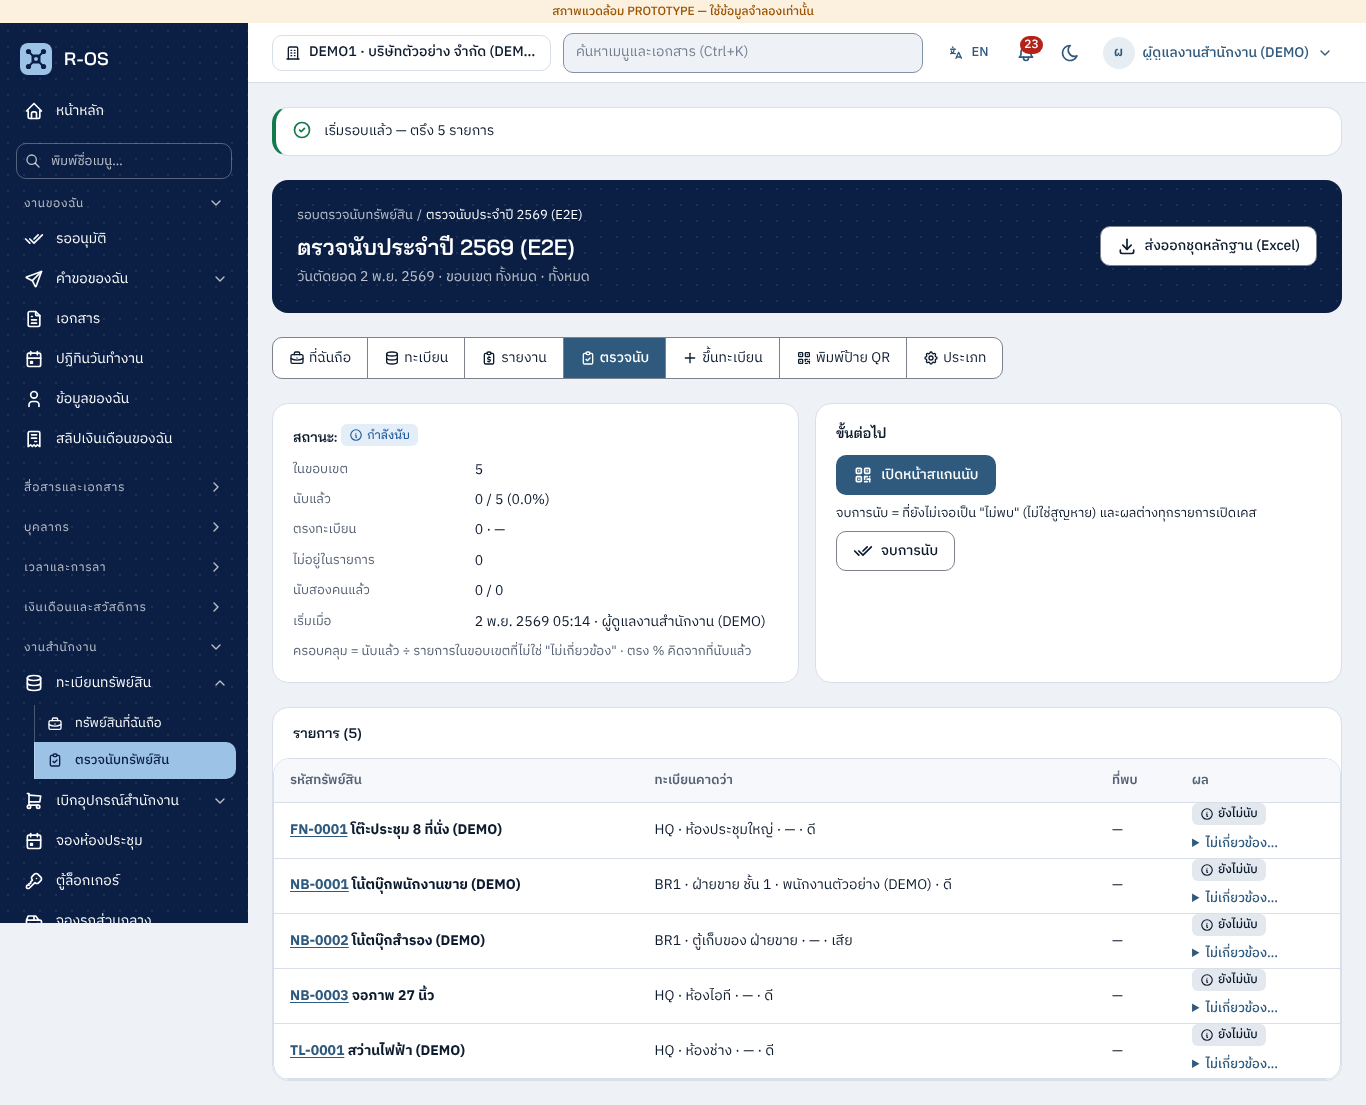 สภาพแวดล้อม PROTOTYPE — ใช้ข้อมูลจำลองเท่านั้น
R-OS
DEMO1 · บริษัทตัวอย่าง จำกัด (DEM...
ค้นหาเมนูและเอกสาร (Ctrl+K)
EN
23
ผ
ผู้ดูแลงานสำนักงาน (DEMO)
หน้าหลัก
พิมพ์ชื่อเมนู...
งานของฉัน
รออนุมัติ
คำขอของฉัน
เอกสาร
ปฏิทินวันทำงาน
ข้อมูลของฉัน
สลิปเงินเดือนของฉัน
สื่อสารและเอกสาร
บุคลากร
เวลาและการลา
เงินเดือนและสวัสดิการ
งานสำนักงาน
ทะเบียนทรัพย์สิน
ทรัพย์สินที่ฉันถือ
ตรวจนับทรัพย์สิน
เบิกอุปกรณ์สำนักงาน
จองห้องประชุม
ตู้ล็อกเกอร์
จองรถส่วนกลาง
เริ่มรอบแล้ว — ตรึง 5 รายการ
รอบตรวจนับทรัพย์สิน / ตรวจนับประจำปี 2569 (E2E)
ตรวจนับประจำปี 2569 (E2E)
วันตัดยอด 2 พ.ย. 2569 · ขอบเขต ทั้งหมด · ทั้งหมด
ส่งออกชุดหลักฐาน (Excel)
ที่ฉันถือ
ทะเบียน
รายงาน
ตรวจนับ
ขึ้นทะเบียน
พิมพ์ป้าย QR
ประเภท
สถานะ: กำลังนับ
ในขอบเขต 5
นับแล้ว 0 / 5 (0.0%)
ตรงทะเบียน 0 · —
ไม่อยู่ในรายการ 0
นับสองคนแล้ว 0 / 0
เริ่มเมื่อ 2 พ.ย. 2569 05:14 · ผู้ดูแลงานสำนักงาน (DEMO)
ครอบคลุม = นับแล้ว ÷ รายการในขอบเขตที่ไม่ใช่ "ไม่เกี่ยวข้อง" · ตรง % คิดจากที่นับแล้ว
ขั้นต่อไป
เปิดหน้าสแกนนับ
จบการนับ = ที่ยังไม่เจอเป็น "ไม่พบ" (ไม่ใช่สูญหาย) และผลต่างทุกรายการเปิดเคส
จบการนับ
รายการ (5)
รหัสทรัพย์สิน ทะเบียนคาดว่า ที่พบ ผล
FN-0001 โต๊ะประชุม 8 ที่นั่ง (DEMO) HQ · ห้องประชุมใหญ่ · — · ดี — ยังไม่นับ
ไม่เกี่ยวข้อง...
NB-0001 โน้ตบุ๊กพนักงานขาย (DEMO) BR1 · ฝ่ายขาย ชั้น 1 · พนักงานตัวอย่าง (DEMO) · ดี — ยังไม่นับ
ไม่เกี่ยวข้อง...
NB-0002 โน้ตบุ๊กสำรอง (DEMO) BR1 · ตู้เก็บของ ฝ่ายขาย · — · เสีย — ยังไม่นับ
ไม่เกี่ยวข้อง...
NB-0003 จอภาพ 27 นิ้ว HQ · ห้องไอที · — · ดี — ยังไม่นับ
ไม่เกี่ยวข้อง...
TL-0001 สว่านไฟฟ้า (DEMO) HQ · ห้องช่าง · — · ดี — ยังไม่นับ
ไม่เกี่ยวข้อง...